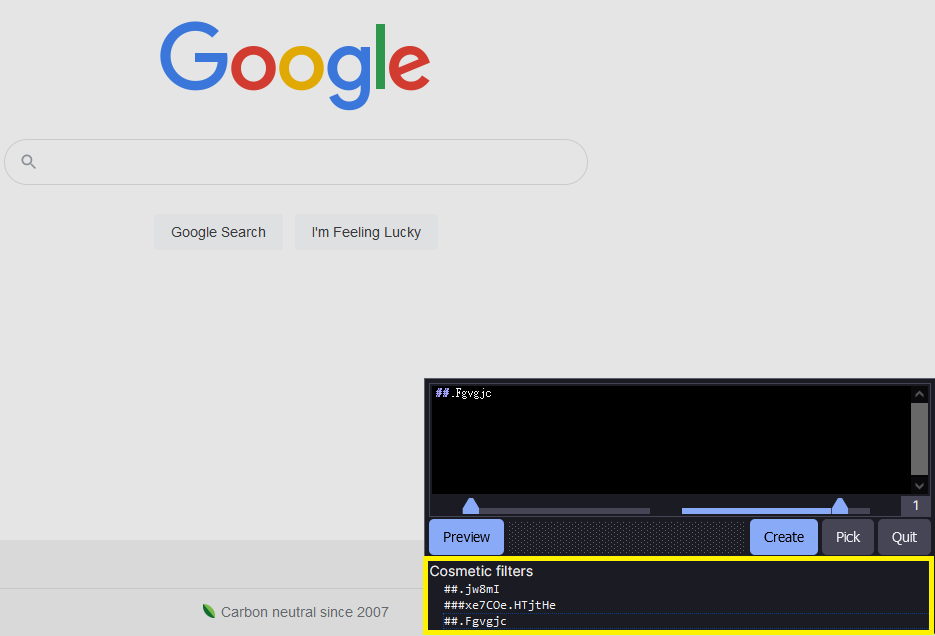 Google
Google Search
I'm Feeling Lucky
##.Fgvgjc
1
Preview
Create
Pick
Quit
Cosmetic filters
##.jw8mI
###xe7COe.HTjtHe
##.Fgvgjc
Carbon neutral since 2007